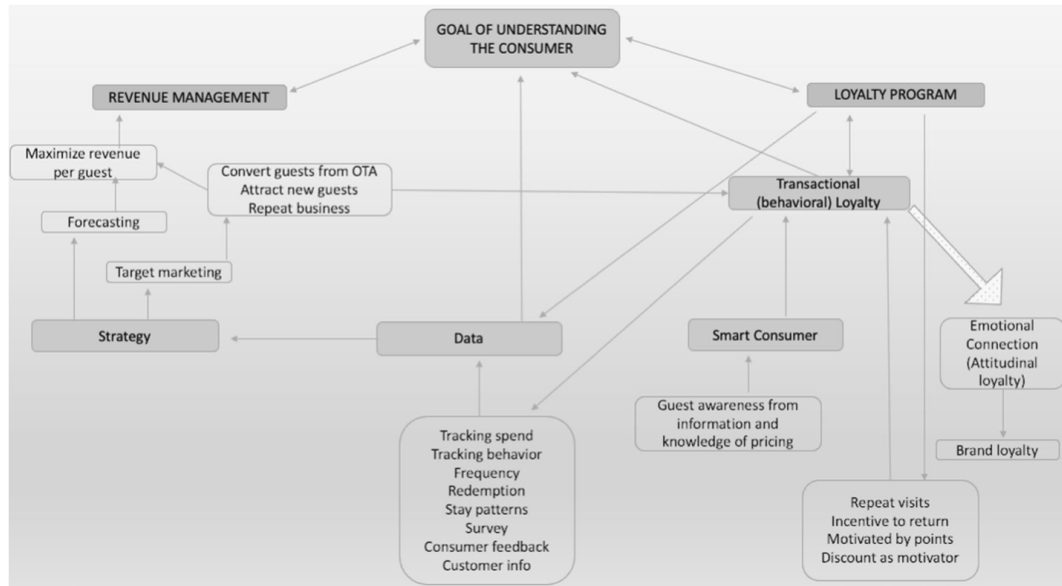 GOAL OF UNDERSTANDING
THE CONSUMER
REVENUE MANAGEMENT
LOYALTY PROGRAM
Maximize revenue
per guest
Convert guests from OTA
Attract new guests
Repeat business
Transactional
(behavioral) Loyalty
Forecasting
Target marketing
Strategy
Data
Smart Consumer
Emotional
Connection
(Attitudinal
loyalty)
Guest awareness from
information and
knowledge of pricing
Brand loyalty
Tracking spend
Tracking behavior
Frequency
Redemption
Stay patterns
Survey
Consumer feedback
Customer info
Repeat visits
Incentive to return
Motivated by points
Discount as motivator